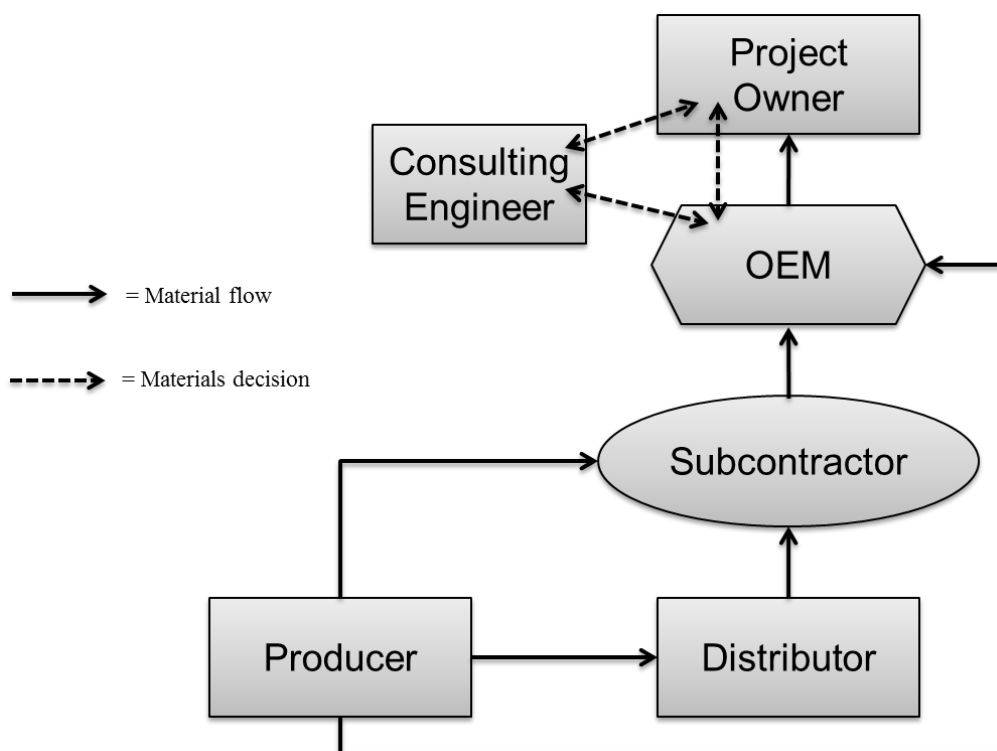 Project
Owner
Consulting
Engineer
OEM
= Material flow
= Materials decision
Subcontractor
Producer
Distributor